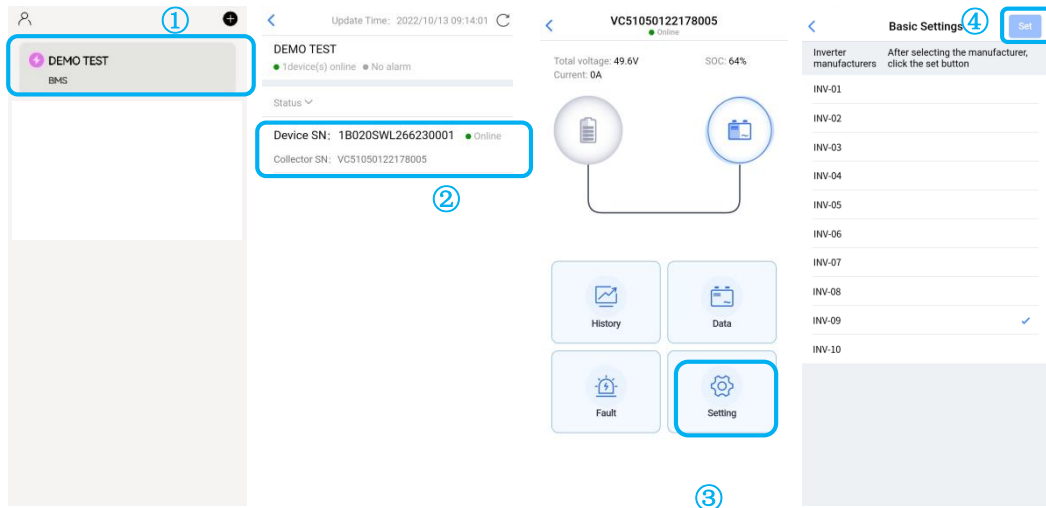 ①
DEMO TEST
BMS
Update Time: 2022/10/13 09:14:01
DEMO TEST
1device(s) online No alarm
Status
Device SN: 1B020SWL266230001 Online
Collector SN: VC51050122178005
②
VC51050122178005
Online
Total voltage: 49.6V SOC: 64%
Current: 0A
History
Data
Fault
Setting
③
Basic Settings
④
Set
Inverter manufacturers
After selecting the manufacturer,
click the set button
INV-01
INV-02
INV-03
INV-04
INV-05
INV-06
INV-07
INV-08
INV-09
INV-10